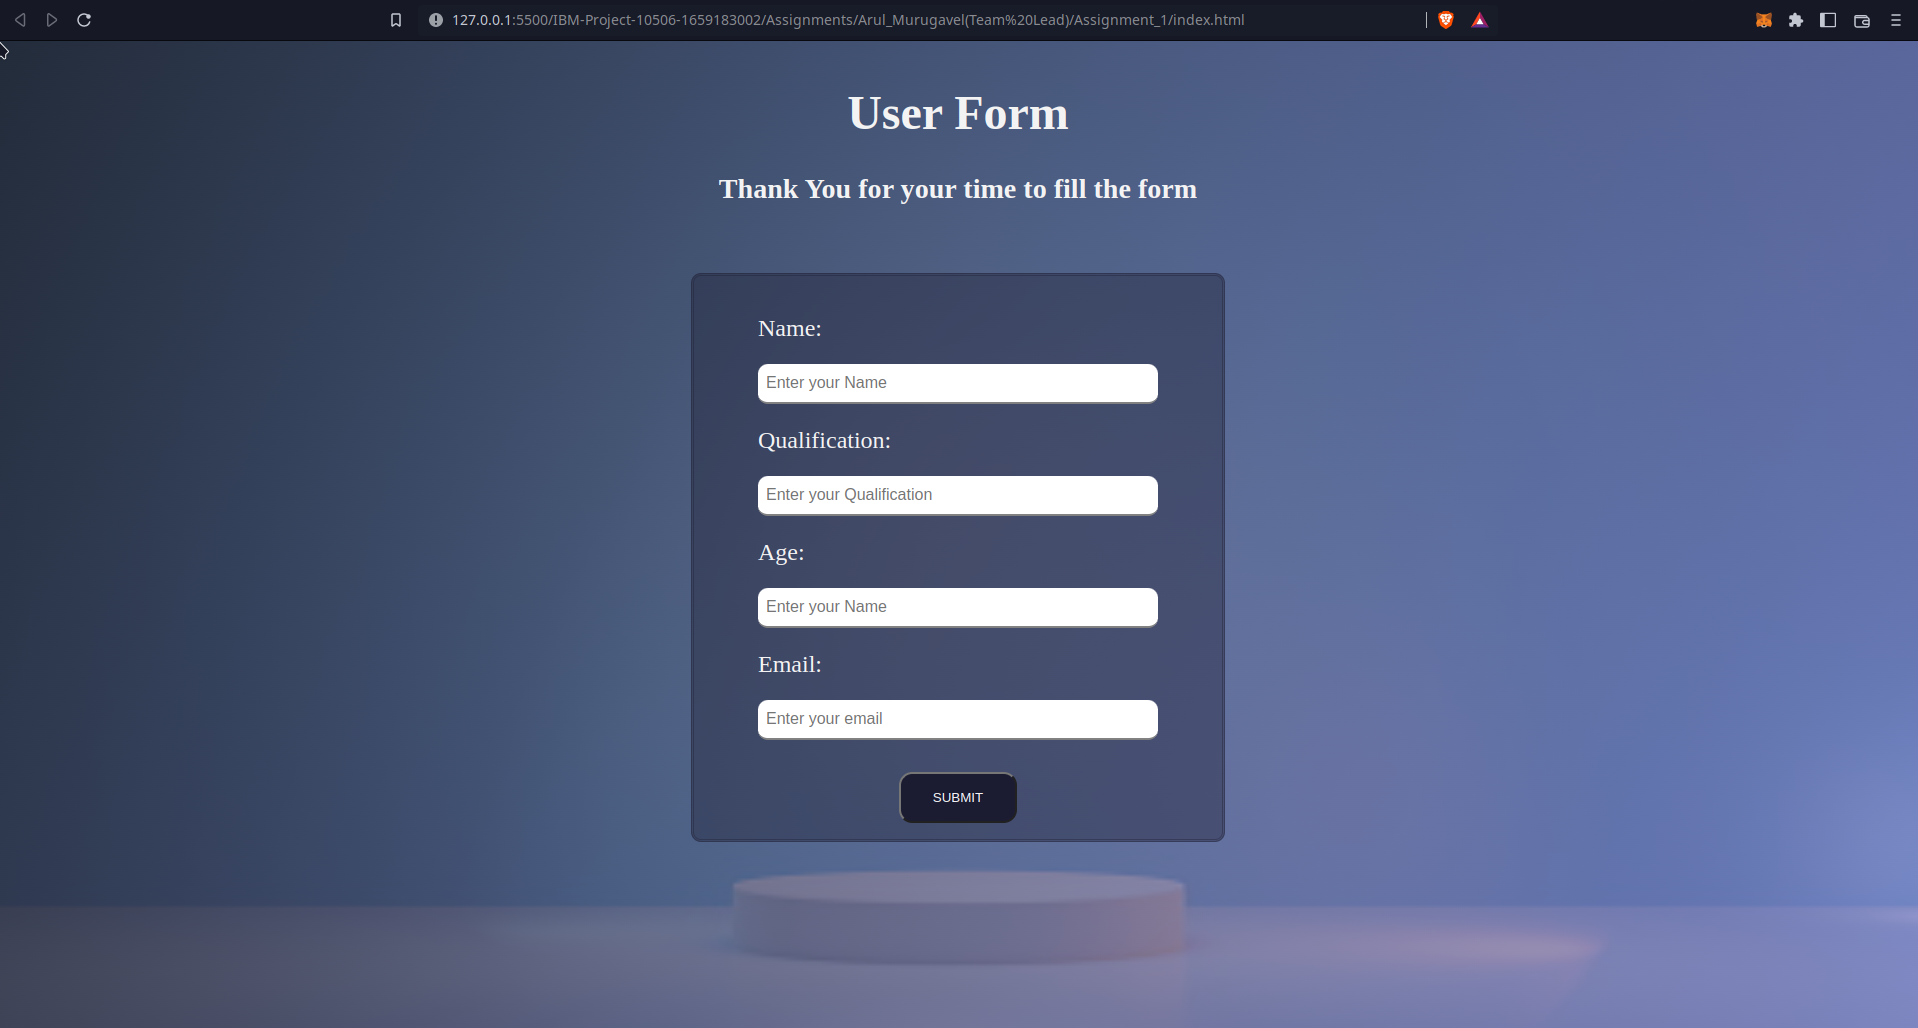 127.0.0.1:5500/IBM-Project-10506-1659183002/Assignments/Arul_Murugavel(Team%20Lead)/Assignment_1/index.html
User Form
Thank You for your time to fill the form
Name:
Enter your Name
Qualification:
Enter your Qualification
Age:
Enter your Name
Email:
Enter your email
SUBMIT